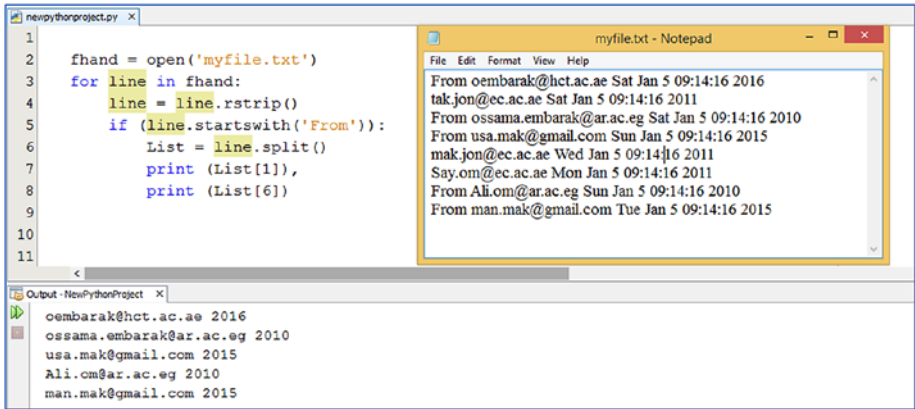 newpythonproject.py
1
2 fhand = open('myfile.txt')
3 for line in fhand:
4 line = line.rstrip()
5 if (line.startswith('From')):
6 List = line.split()
7 print (List[1]),
8 print (List[6])
9
10
11
myfile.txt - Notepad
File Edit Format View Help
From oembarak@hct.ac.ae Sat Jan 5 09:14:16 2016
tak.jon@ec.ac.ae Sat Jan 5 09:14:16 2011
From ossama.embarak@ar.ac.eg Sat Jan 5 09:14:16 2010
From usa.mak@gmail.com Sun Jan 5 09:14:16 2015
mak.jon@ec.ac.ae Wed Jan 5 09:14:16 2011
Say.om@ec.ac.ae Mon Jan 5 09:14:16 2011
From Ali.om@ar.ac.eg Sun Jan 5 09:14:16 2010
From man.mak@gmail.com Tue Jan 5 09:14:16 2015
Output - NewPythonProject
oembarak@hct.ac.ae 2016
ossama.embarak@ar.ac.eg 2010
usa.mak@gmail.com 2015
Ali.om@ar.ac.eg 2010
man.mak@gmail.com 2015